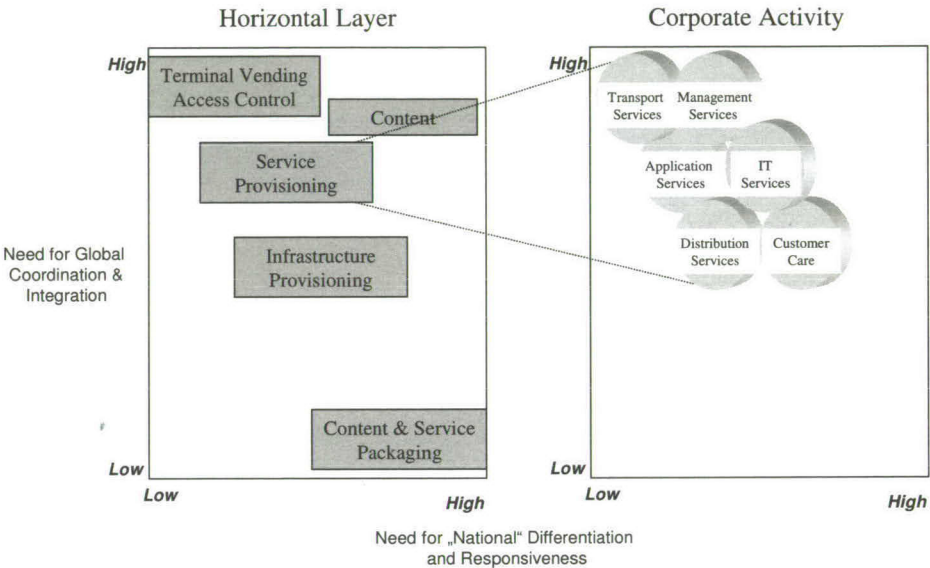 Horizontal Layer
High
Terminal Vending
Access Control
Content
Service
Provisioning
Infrastructure
Provisioning
Content & Service
Packaging
Low
Low
High
Need for Global
Coordination &
Integration
Corporate Activity
High
Transport
Services
Management
Services
Application
Services
IT
Services
Distribution
Services
Customer
Care
Low
Low
High
Need for „National“ Differentiation
and Responsiveness